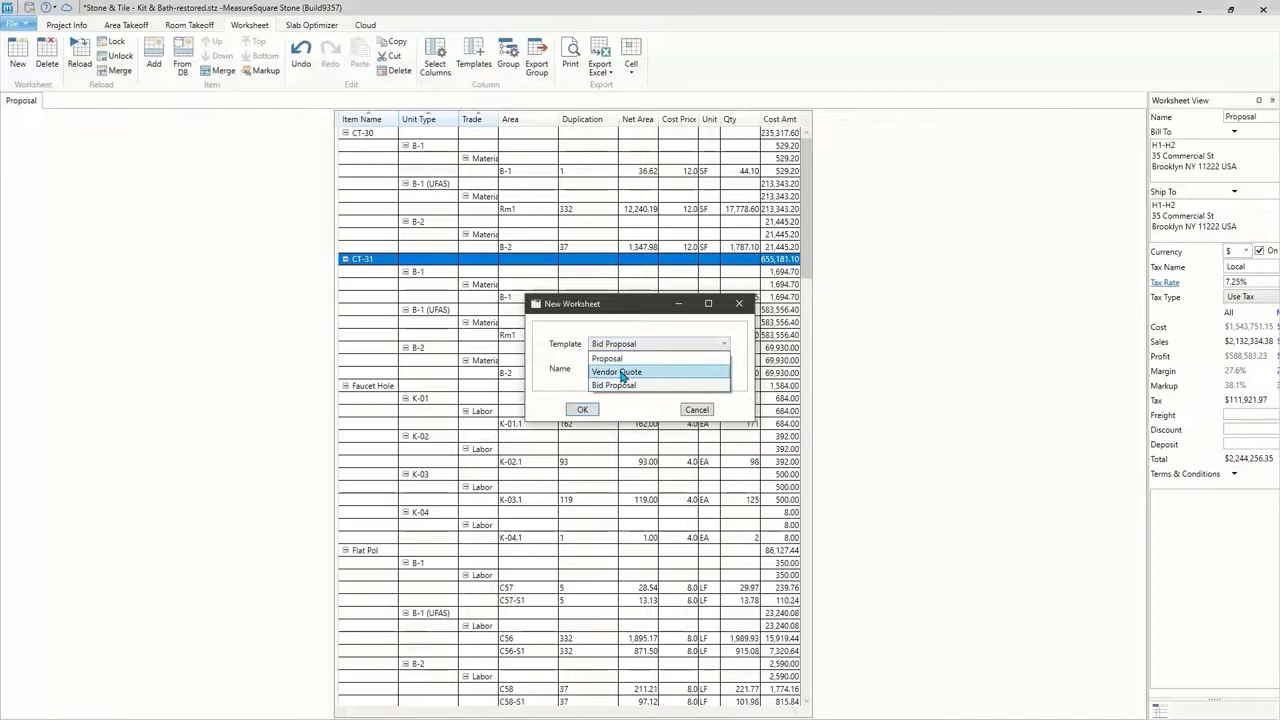 *Stone & Tile - Kit & Bath-restored.stz -MeasureSquare Stone (Build9357)
File Project Info Area Takeoff Room Takeoff Worksheet Slab Optimizer Cloud
New Delete Reload Lock Unlock Merge Add From DB Up Down Merge Top Bottom Markup Undo Redo Paste Copy Cut Delete Select Columns Templates Group Export Group Print Export Excel Cell
Worksheet Reload Item Edit Column Export
Proposal
Item Name Unit Type Trade Area Duplication Net Area Cost Price Unit Qty Cost Amt
CT-30 235,317.60
B-1 529.20
Materia 529.20
B-1 1 36.62 12.0 SF 44.10 529.20
B-1 (UFAS) 213,343.20
Materia 213,343.20
Rm1 332 12,240.19 12.0 SF 17,778.60 213,343.20
B-2 21,445.20
Materia 21,445.20
B-2 37 1,347.98 12.0 SF 1,787.10 21,445.20
CT-31 655,181.10
B-1 1,694.70
Materia 1,694.70
B-1 1,694.70
B-1 (UFAS) 583,556.40
Materia 583,556.40
Rm1 583,556.40
B-2 69,930.00
Materia 69,930.00
B-2 69,930.00
Faucet Hole 1,584.00
K-01 684.00
Labor 684.00
K-01.1 162 162.00 4.0 EA 171 684.00
K-02 392.00
Labor 392.00
K-02.1 93 93.00 4.0 EA 98 392.00
K-03 500.00
Labor 500.00
K-03.1 119 119.00 4.0 EA 125 500.00
K-04 8.00
Labor 8.00
K-04.1 1 1.00 4.0 EA 2 8.00
Flat Pol 86,127.44
B-1 350.00
Labor 350.00
C57 5 28.54 8.0 LF 29.97 239.76
C57-S1 5 13.13 8.0 LF 13.78 110.24
B-1 (UFAS) 23,240.08
Labor 23,240.08
C56 332 1,895.17 8.0 LF 1,989.93 15,919.44
C56-S1 332 871.50 8.0 LF 915.08 7,320.64
B-2 2,590.00
Labor 2,590.00
C58 37 211.21 8.0 LF 221.77 1,774.16
C58-S1 37 97.12 8.0 LF 101.98 815.84
New Worksheet
Template Bid Proposal
Proposal
Name Vendor Quote
Bid Proposal
OK Cancel
Worksheet View
Name Proposal
Bill To
H1-H2
35 Commercial St
Brooklyn NY 11222 USA
Ship To
H1-H2
35 Commercial St
Brooklyn NY 11222 USA
Currency $ On
Tax Name Local
Tax Rate 7.25%
Tax Type Use Tax
All
Cost $1,543,751.15
Sales $2,132,334.38
Profit $588,583.23
Margin 27.6%
Markup 38.1%
Tax $111,921.97
Freight
Discount
Deposit
Total $2,244,256.35
Terms & Conditions